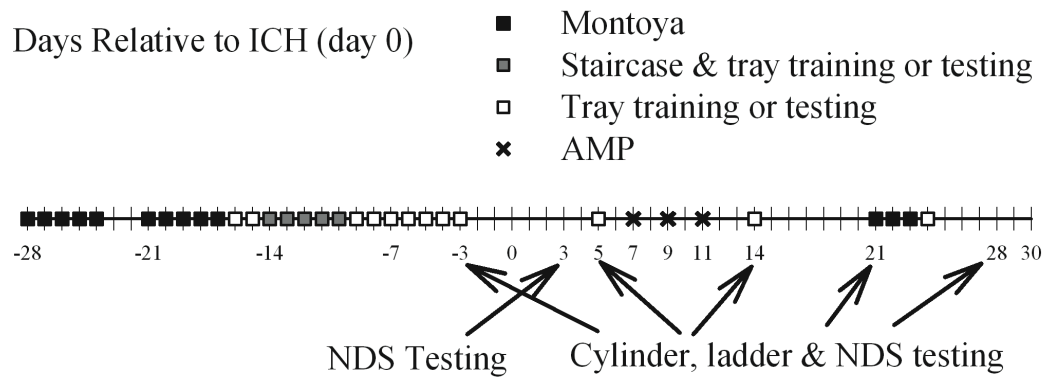 Days Relative to ICH (day 0)
Montoya
Staircase & tray training or testing
Tray training or testing
AMP
-28 -21 -14 -7 -3 0 3 5 7 9 11 14 21 28 30
NDS Testing
Cylinder, ladder & NDS testing